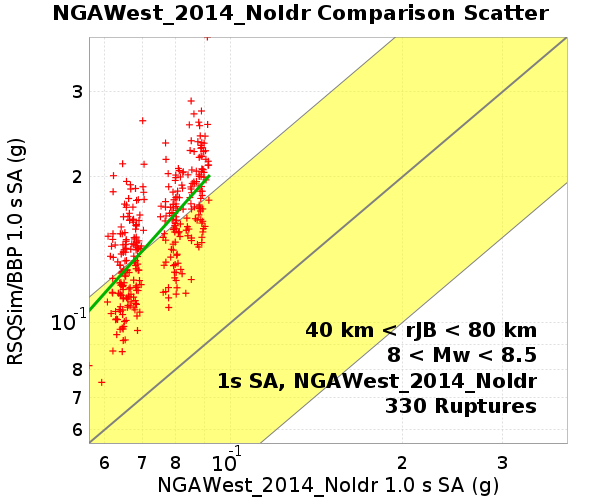 NGAWest_2014_NoIdr Comparison Scatter
RSQSim/BBP 1.0 s SA (g)
3
2
10^-1
8
7
6
40 km < rJB < 80 km
8 < Mw < 8.5
1s SA, NGAWest_2014_NoIdr
330 Ruptures
6 7 8 10^-1 2 3
NGAWest_2014_NoIdr 1.0 s SA (g)